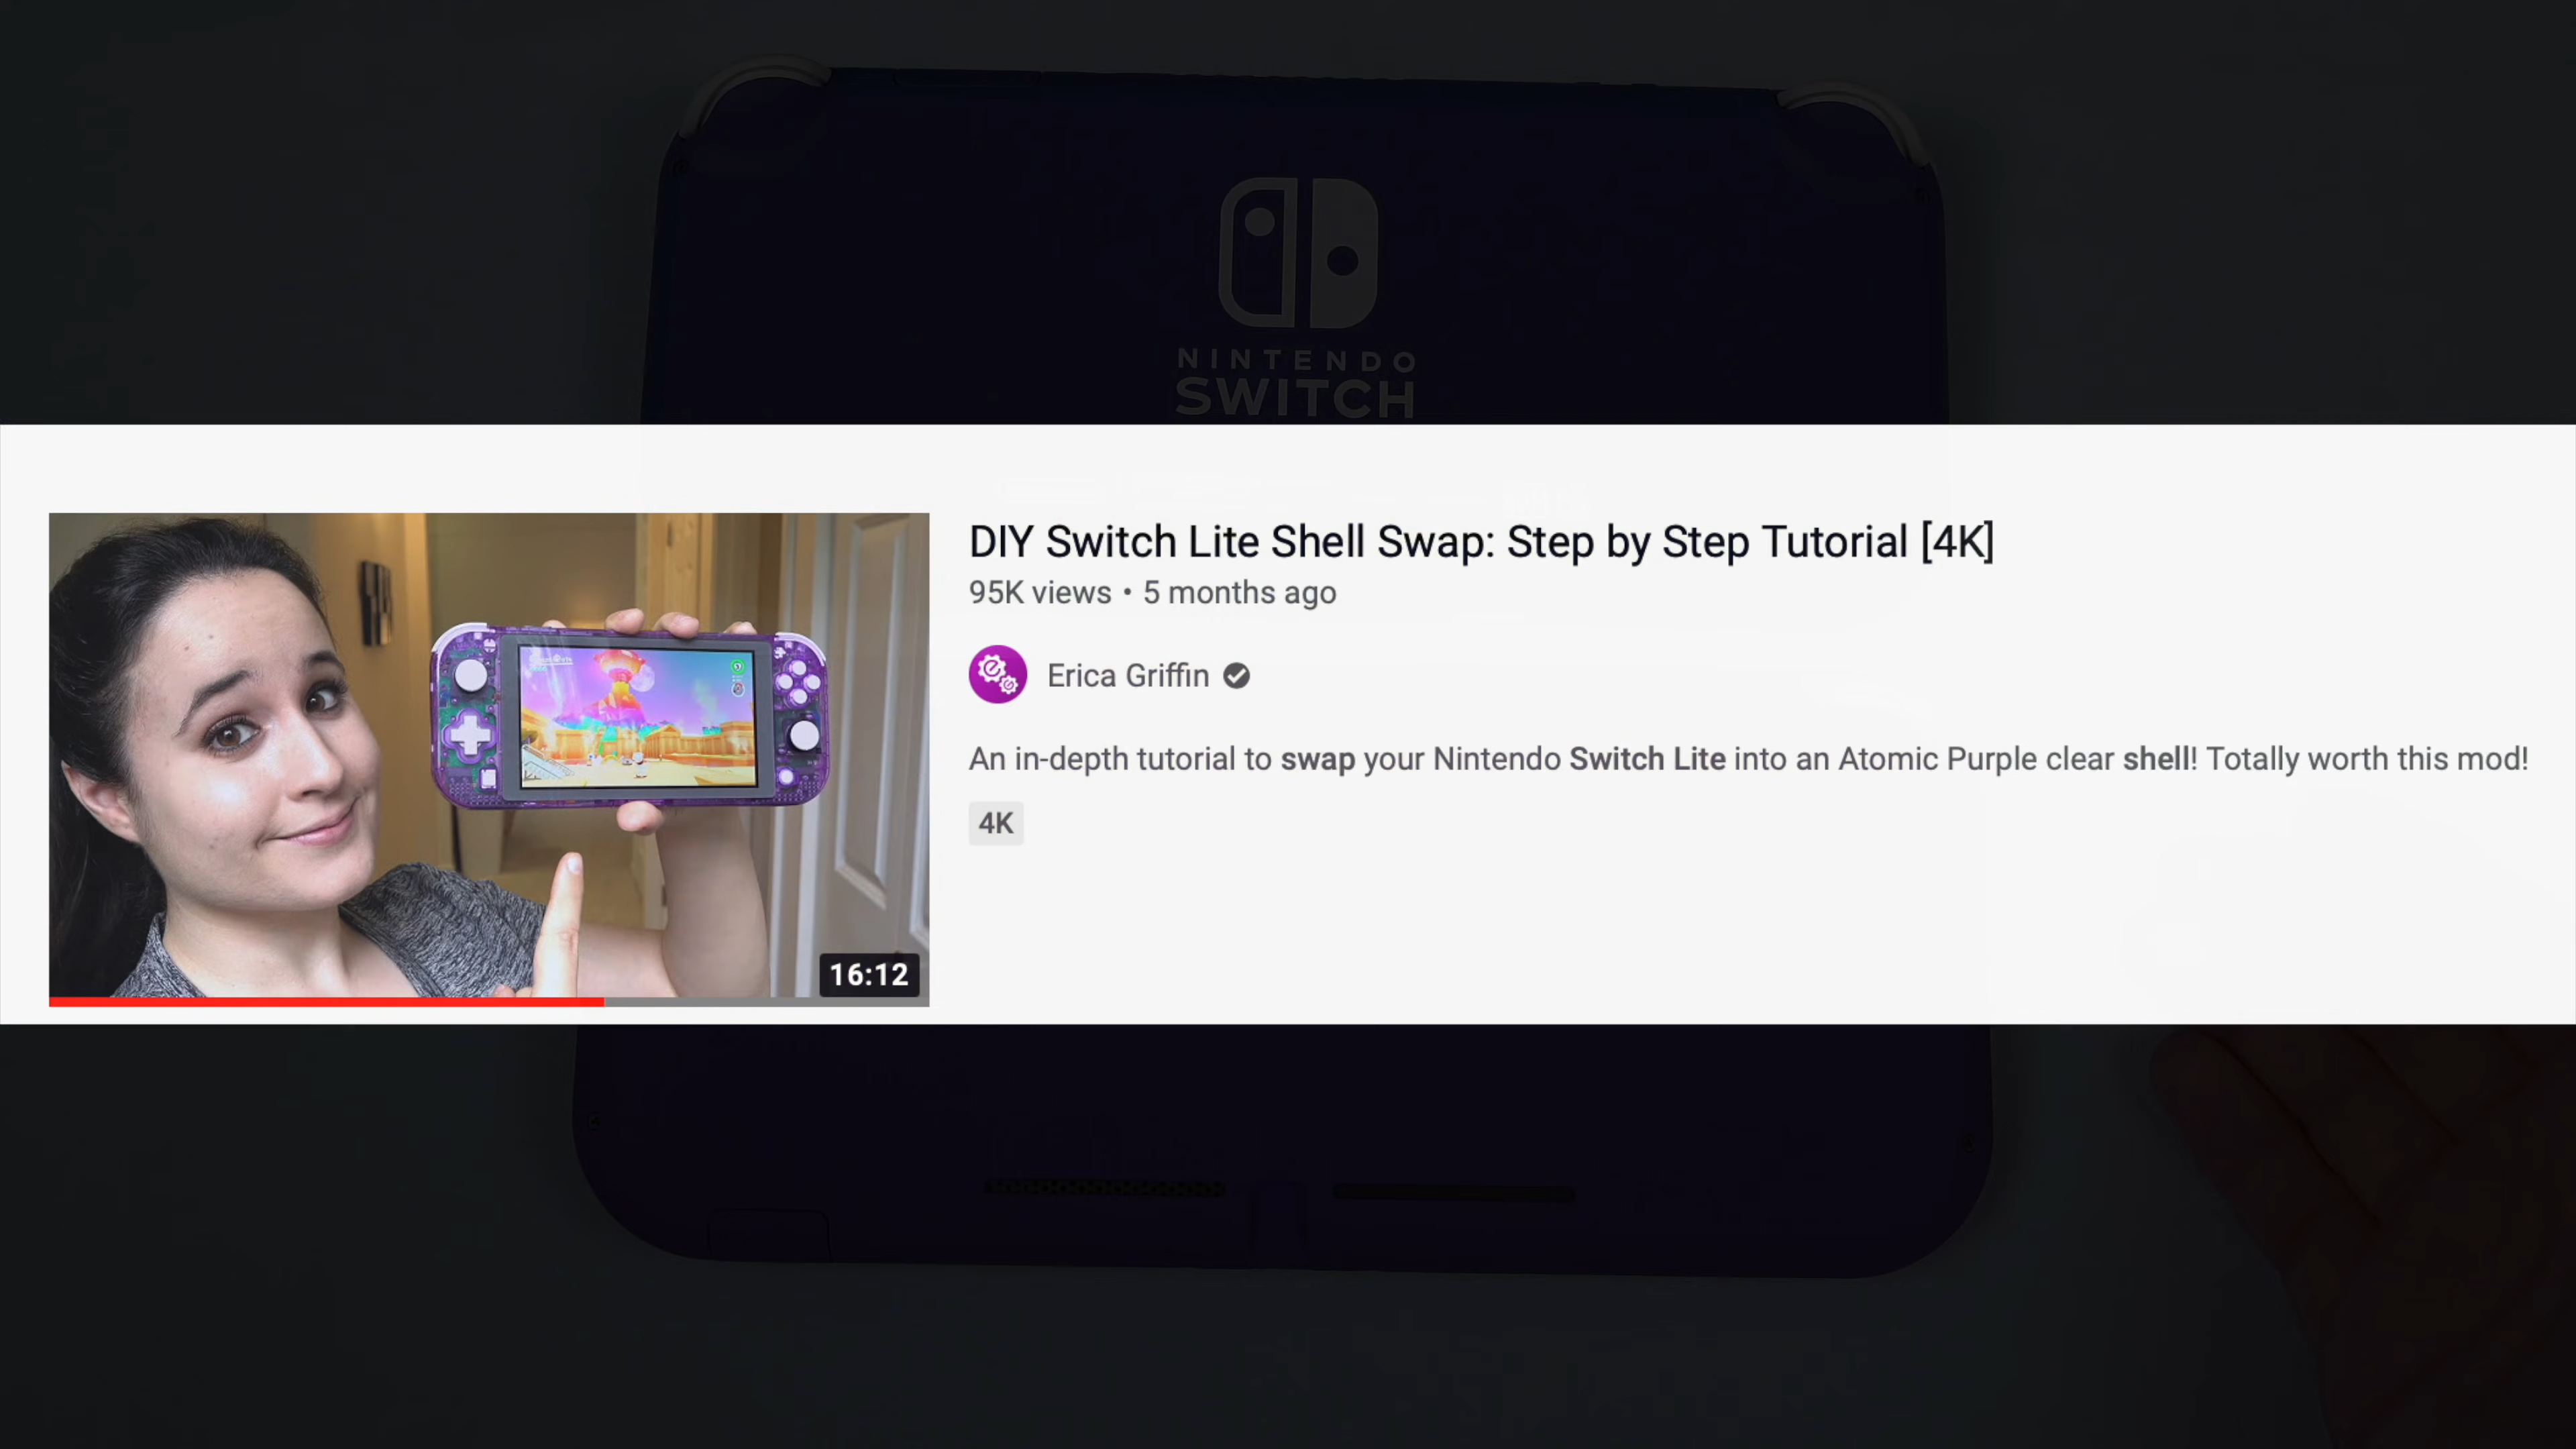 NINTENDO
SWITCH
DIY Switch Lite Shell Swap: Step by Step Tutorial [4K]
95K views • 5 months ago
Erica Griffin
An in-depth tutorial to swap your Nintendo Switch Lite into an Atomic Purple clear shell! Totally worth this mod!
4K
16:12